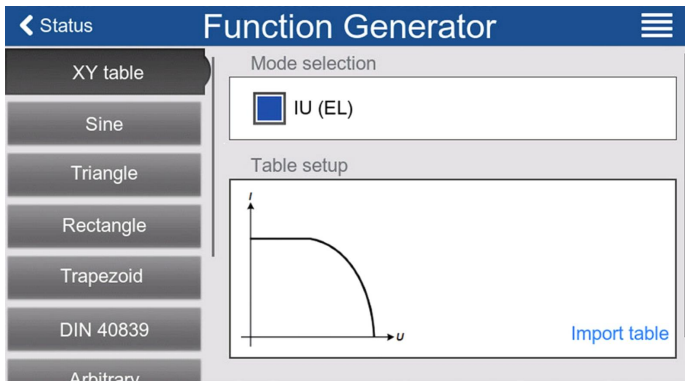 Status
Function Generator
XY table
Sine
Triangle
Rectangle
Trapezoid
DIN 40839
Arbitrary
Mode selection
IU (EL)
Table setup
I
U
Import table